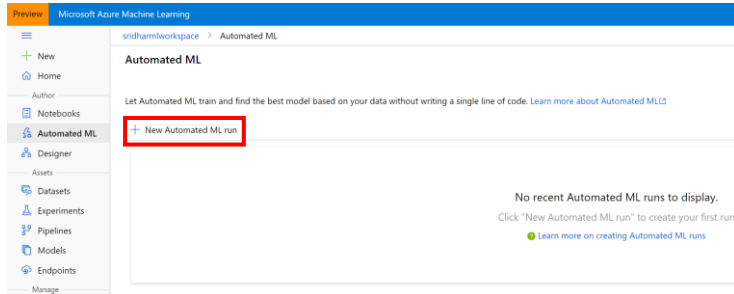 Preview Microsoft Azure Machine Learning
sridharmlworkspace > Automated ML
New
Home
Author
Notebooks
Automated ML
Designer
Assets
Datasets
Experiments
Pipelines
Models
Endpoints
Manage
Automated ML
Let Automated ML train and find the best model based on your data without writing a single line of code. Learn more about Automated ML
+ New Automated ML run
No recent Automated ML runs to display.
Click "New Automated ML run" to create your first run
Learn more on creating Automated ML runs